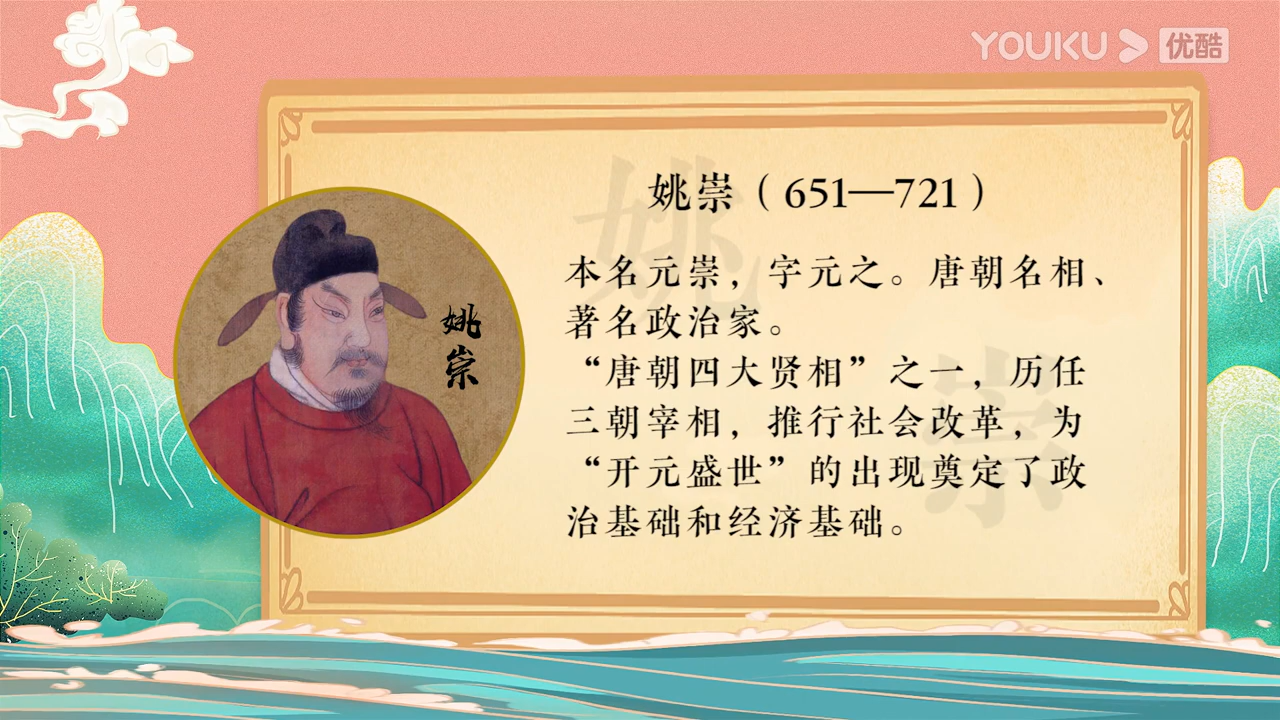 YOUKU 优酷
姚崇（651—721）
本名元崇，字元之。唐朝名相、
著名政治家。
“唐朝四大贤相”之一，历任
三朝宰相，推行社会改革，为
“开元盛世”的出现奠定了政
治基础和经济基础。
姚崇
姚
崇